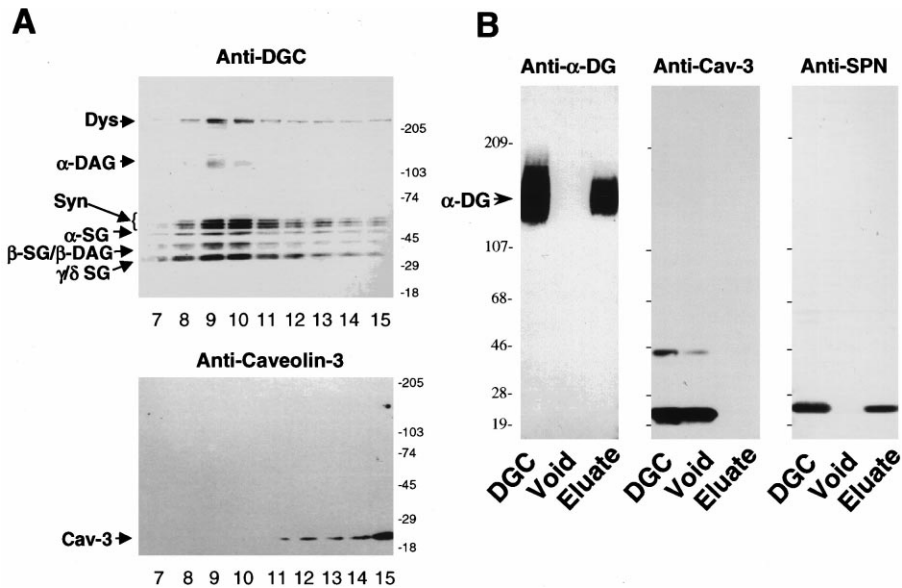 A
Anti-DGC
Dys
α-DAG
Syn
α-SG
β-SG/β-DAG
γ/δ SG
-205
-103
-74
-45
-29
-18
7 8 9 10 11 12 13 14 15
Anti-Caveolin-3
-205
-103
-74
-45
-29
-18
Cav-3
7 8 9 10 11 12 13 14 15
B
Anti-α-DG Anti-Cav-3 Anti-SPN
209-
α-DG
107-
68-
46-
28-
19-
DGC Void Eluate DGC Void Eluate DGC Void Eluate